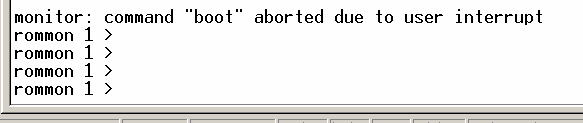 monitor: command "boot" aborted due to user interrupt
rommon 1 >
rommon 1 >
rommon 1 >
rommon 1 >